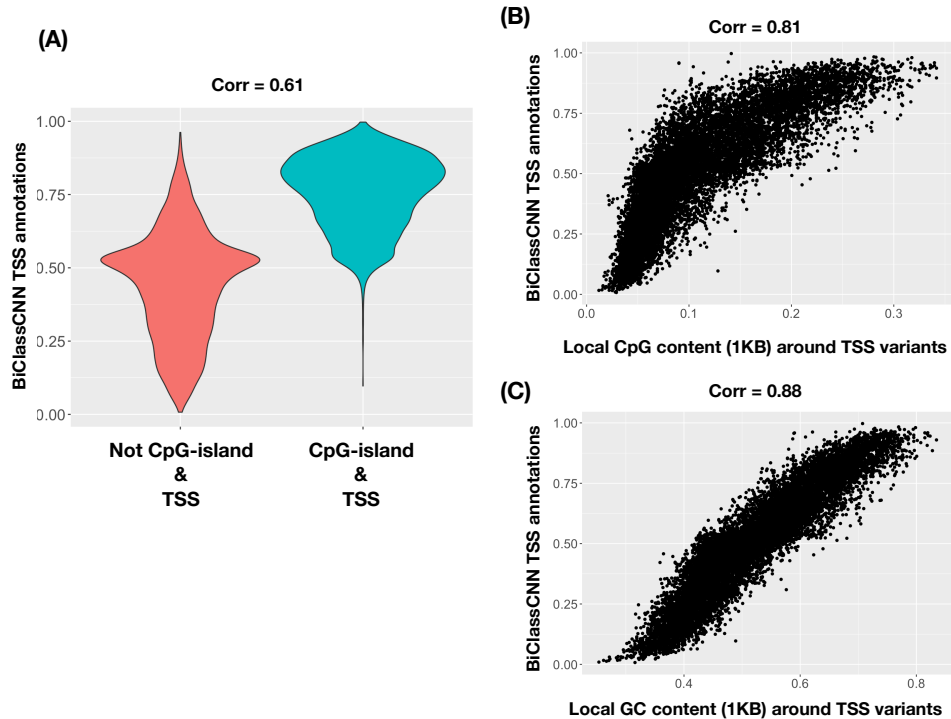 (A)
Corr = 0.61
BiClassCNN TSS annotations
1.00
0.75
0.50
0.25
0.00
Not CpG-island
&
TSS
CpG-island
&
TSS
(B)
Corr = 0.81
BiClassCNN TSS annotations
1.00
0.75
0.50
0.25
0.00
0.0 0.1 0.2 0.3
Local CpG content (1KB) around TSS variants
(C)
Corr = 0.88
BiClassCNN TSS annotations
1.00
0.75
0.50
0.25
0.00
0.4 0.6 0.8
Local GC content (1KB) around TSS variants